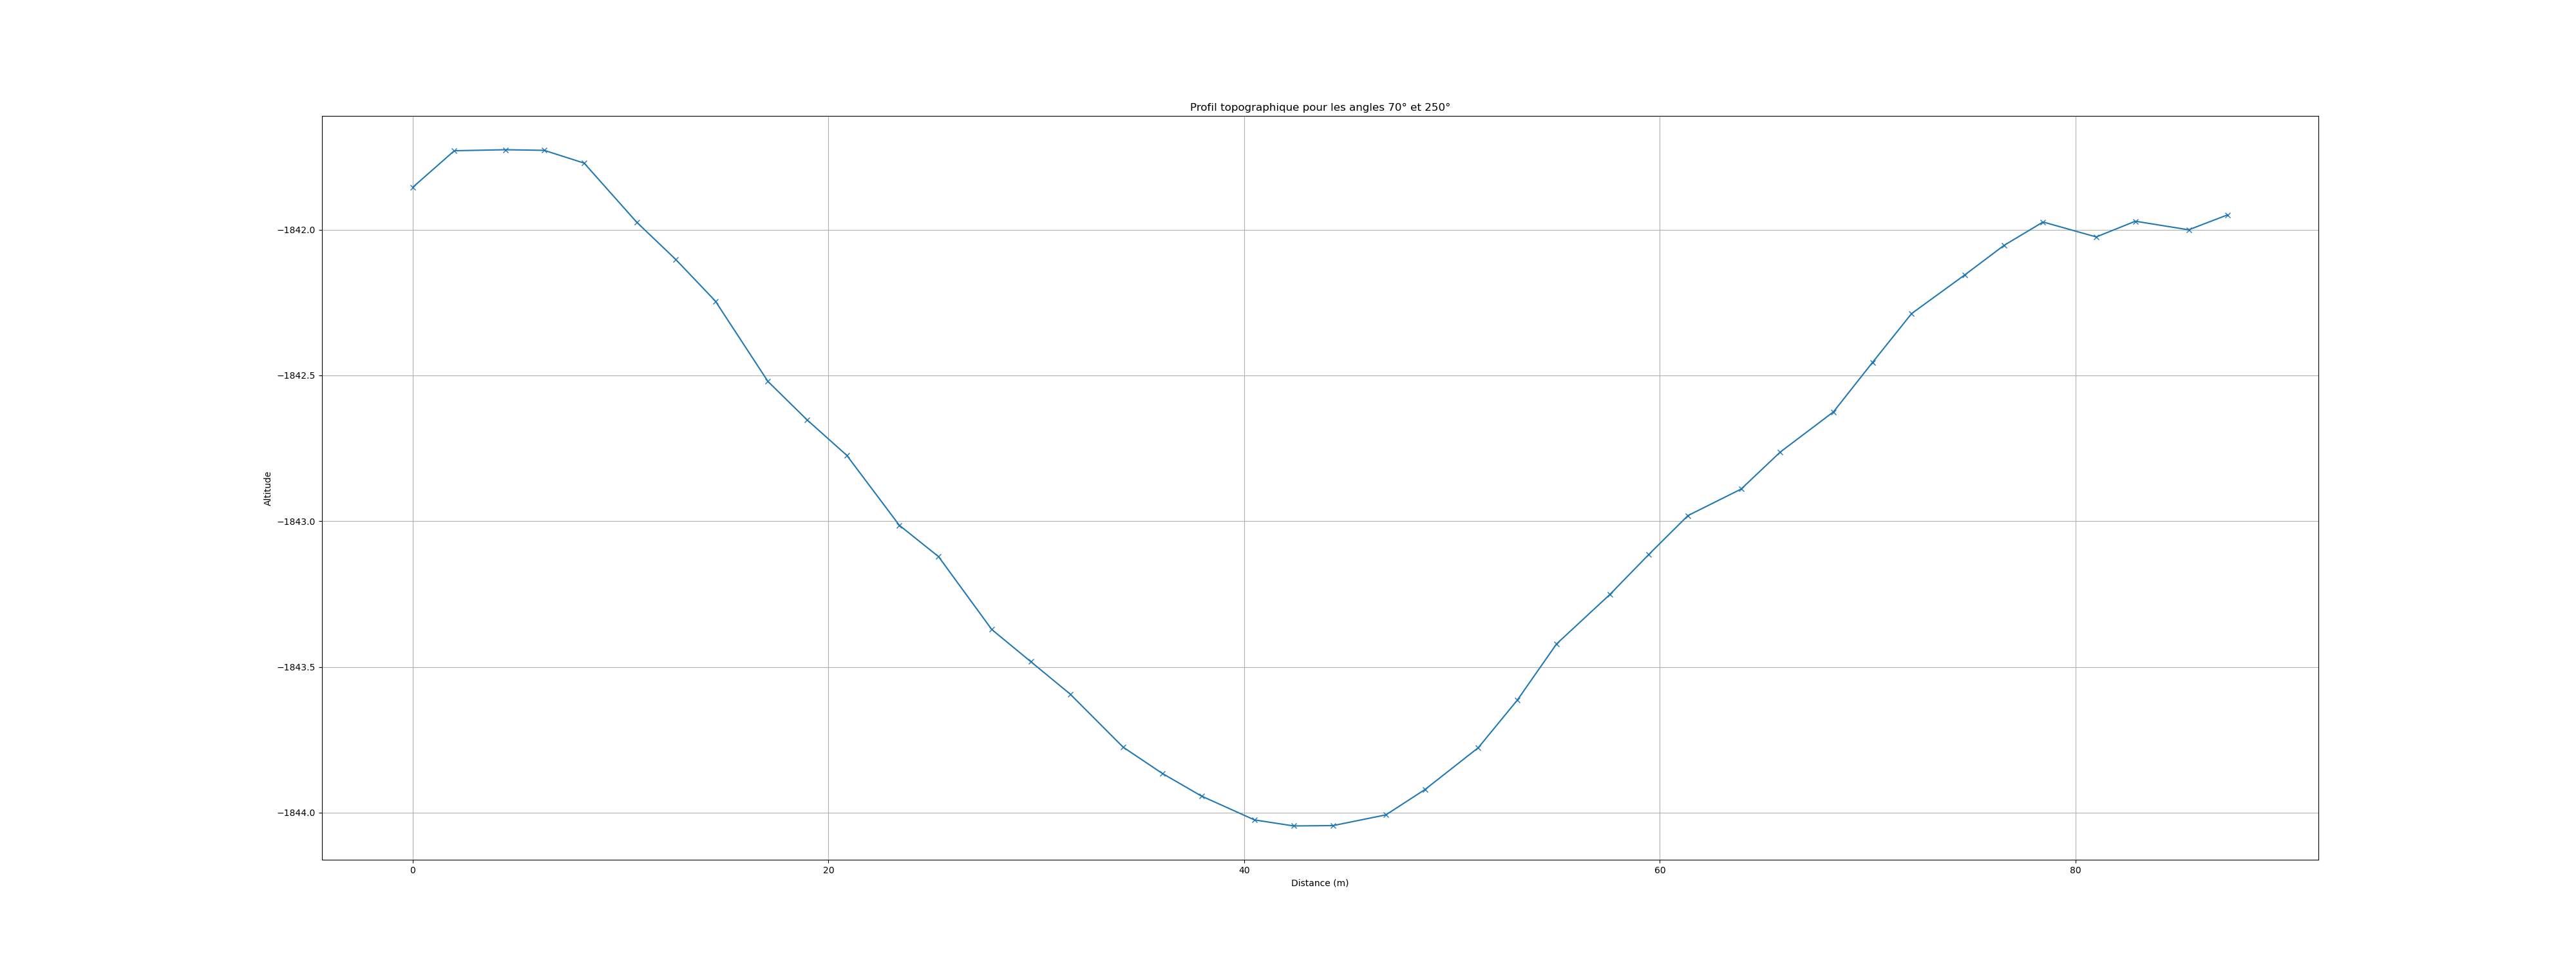 Profil topographique pour les angles 70° et 250°
Altitude
−1842.0
−1842.5
−1843.0
−1843.5
−1844.0
0 20 40 60 80
Distance (m)